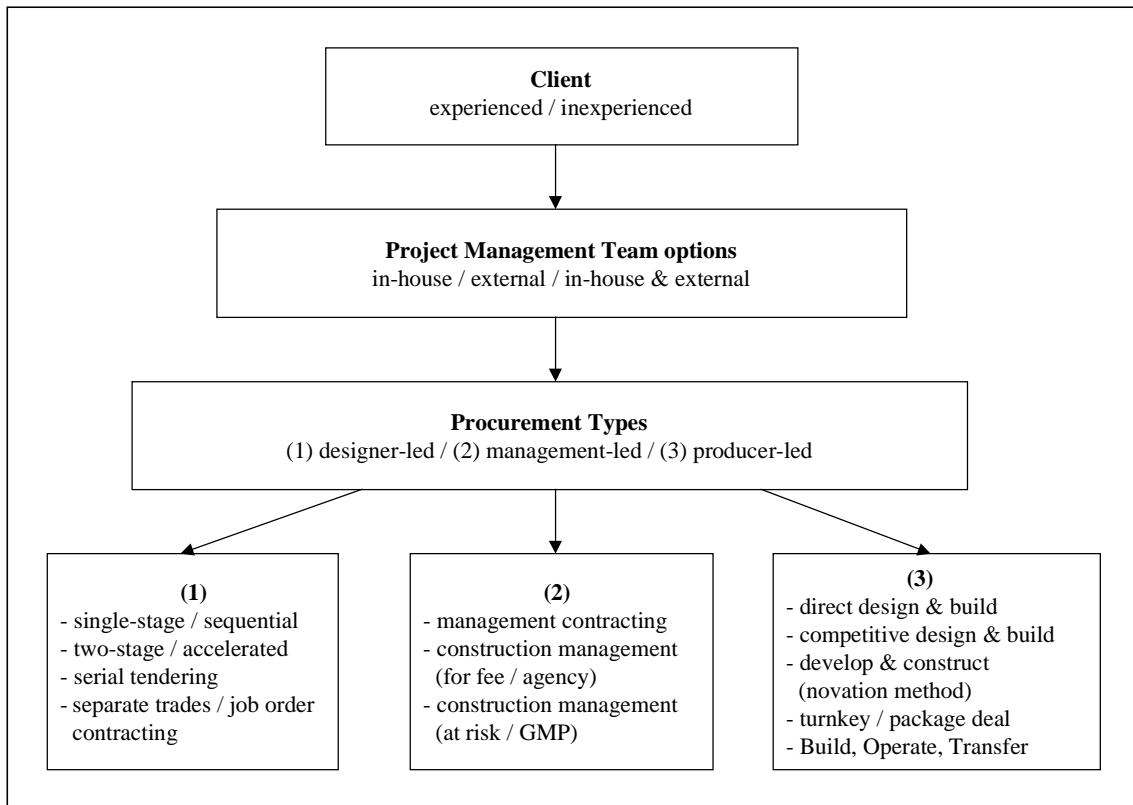 Client
experienced / inexperienced
Project Management Team options
in-house / external / in-house & external
Procurement Types
(1) designer-led / (2) management-led / (3) producer-led
(1)
- single-stage / sequential
- two-stage / accelerated
- serial tendering
- separate trades / job order
contracting
(2)
- management contracting
- construction management
(for fee / agency)
- construction management
(at risk / GMP)
(3)
- direct design & build
- competitive design & build
- develop & construct
(novation method)
- turnkey / package deal
- Build, Operate, Transfer